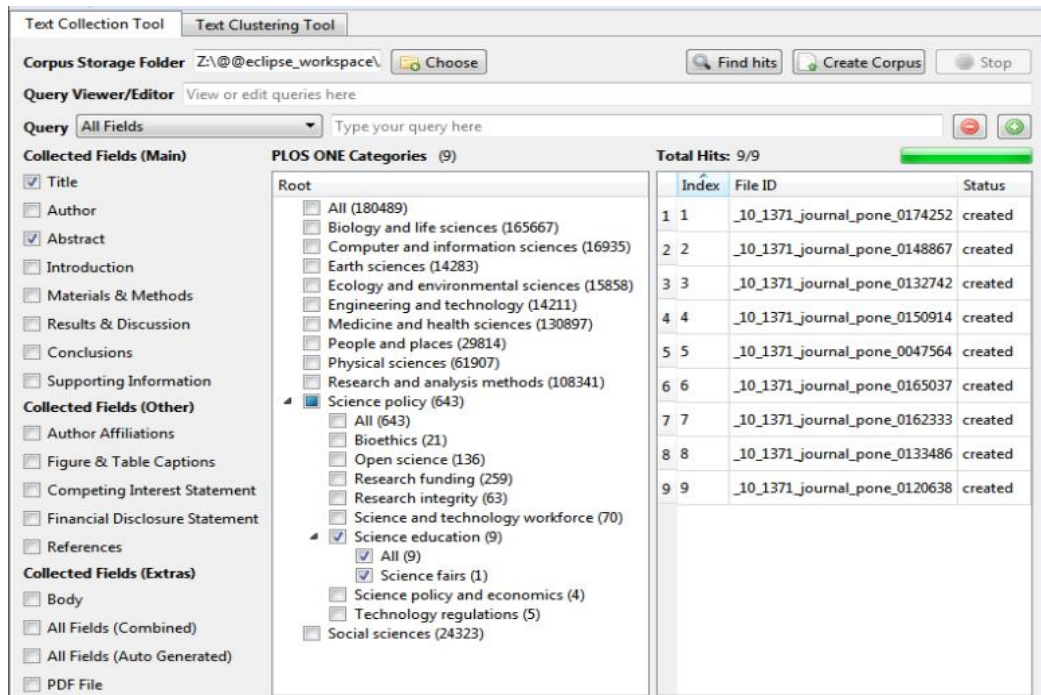 Text Collection Tool
Text Clustering Tool
Corpus Storage Folder
Z:\@@eclipse_workspace\
Choose
Find hits
Create Corpus
Stop
Query Viewer/Editor
View or edit queries here
Query
All Fields
Type your query here
Collected Fields (Main)
Title
Author
Abstract
Introduction
Materials & Methods
Results & Discussion
Conclusions
Supporting Information
Collected Fields (Other)
Author Affiliations
Figure & Table Captions
Competing Interest Statement
Financial Disclosure Statement
References
Collected Fields (Extras)
Body
All Fields (Combined)
All Fields (Auto Generated)
PDF File
PLOS ONE Categories (9)
Root
All (180489)
Biology and life sciences (165667)
Computer and information sciences (16935)
Earth sciences (14283)
Ecology and environmental sciences (15858)
Engineering and technology (14211)
Medicine and health sciences (130897)
People and places (29814)
Physical sciences (61907)
Research and analysis methods (108341)
Science policy (643)
All (643)
Bioethics (21)
Open science (136)
Research funding (259)
Research integrity (63)
Science and technology workforce (70)
Science education (9)
All (9)
Science fairs (1)
Science policy and economics (4)
Technology regulations (5)
Social sciences (24323)
Total Hits: 9/9
Index File ID Status
1 1 _10_1371_journal_pone_0174252 created
2 2 _10_1371_journal_pone_0148867 created
3 3 _10_1371_journal_pone_0132742 created
4 4 _10_1371_journal_pone_0150914 created
5 5 _10_1371_journal_pone_0047564 created
6 6 _10_1371_journal_pone_0165037 created
7 7 _10_1371_journal_pone_0162333 created
8 8 _10_1371_journal_pone_0133486 created
9 9 _10_1371_journal_pone_0120638 created